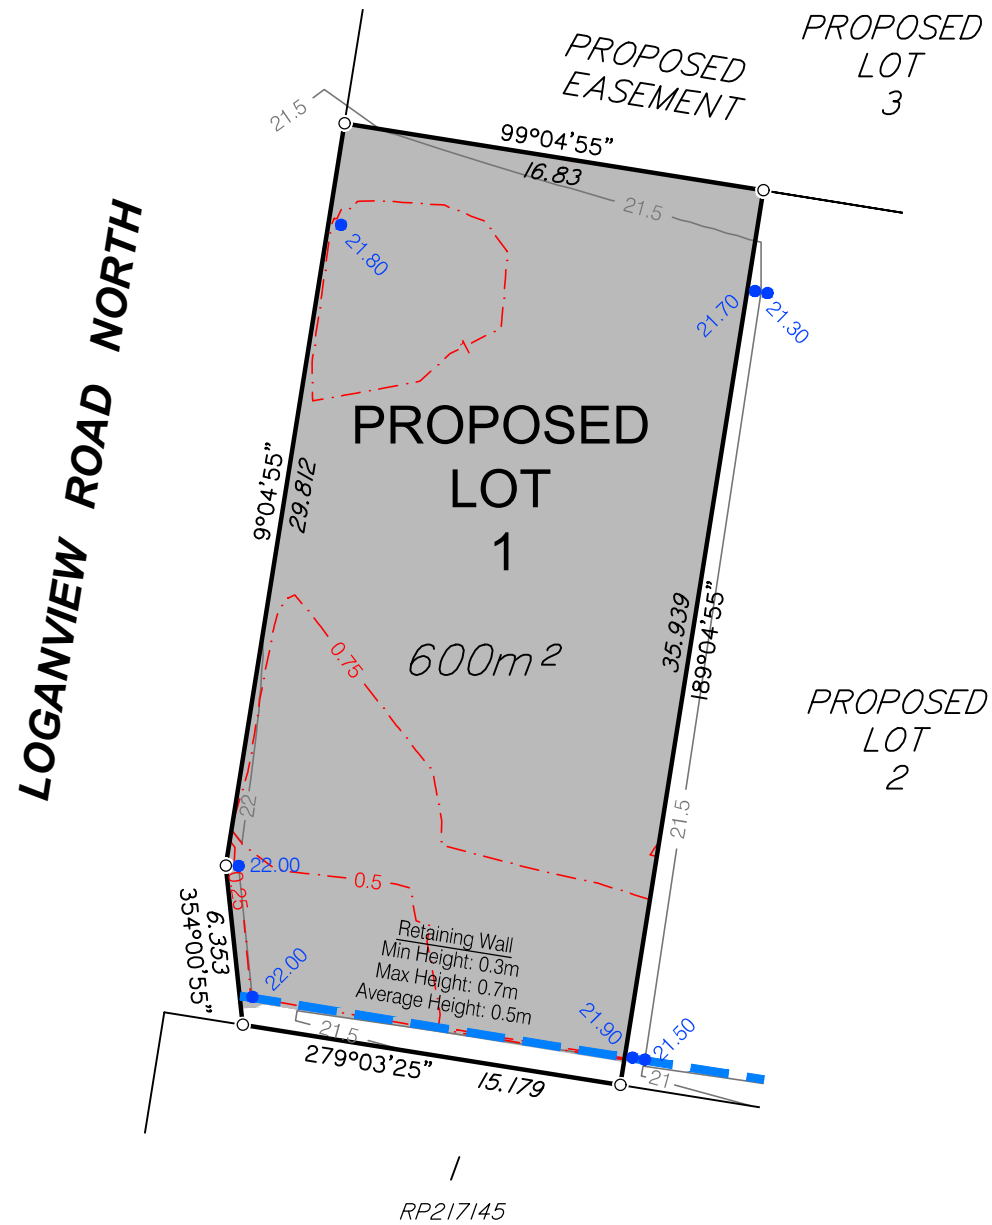 PROPOSED
LOT
3
PROPOSED
EASEMENT
21.5
99°04'55"
16.83
21.5
21.80
21.70
21.30
1
LOGANVIEW ROAD NORTH
PROPOSED
LOT
1
9°04'55"
29.812
600m²
35.939
189°04'55"
0.75
PROPOSED
LOT
2
22
21.5
22.00
0.5
0.25
6.353
354°00'55"
Retaining Wall
Min Height: 0.3m
Max Height: 0.7m
Average Height: 0.5m
22.00
21.90
21.50
21.5
279°03'25"
15.179
21
RP217145